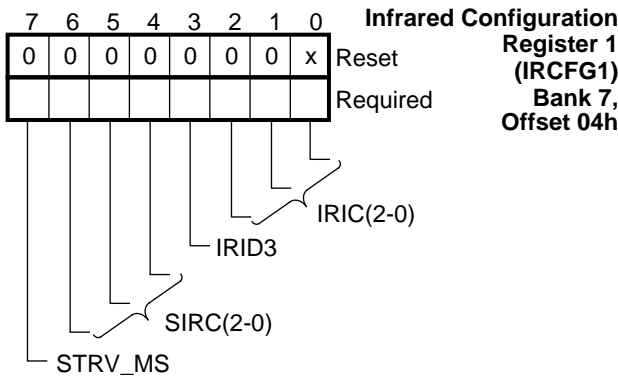 7 6 5 4 3 2 1 0
Infrared Configuration
Register 1
(IRCFG1)
Bank 7,
Offset 04h
0 0 0 0 0 0 0 x Reset
Required
IRIC(2-0)
IRID3
SIRC(2-0)
STRV_MS